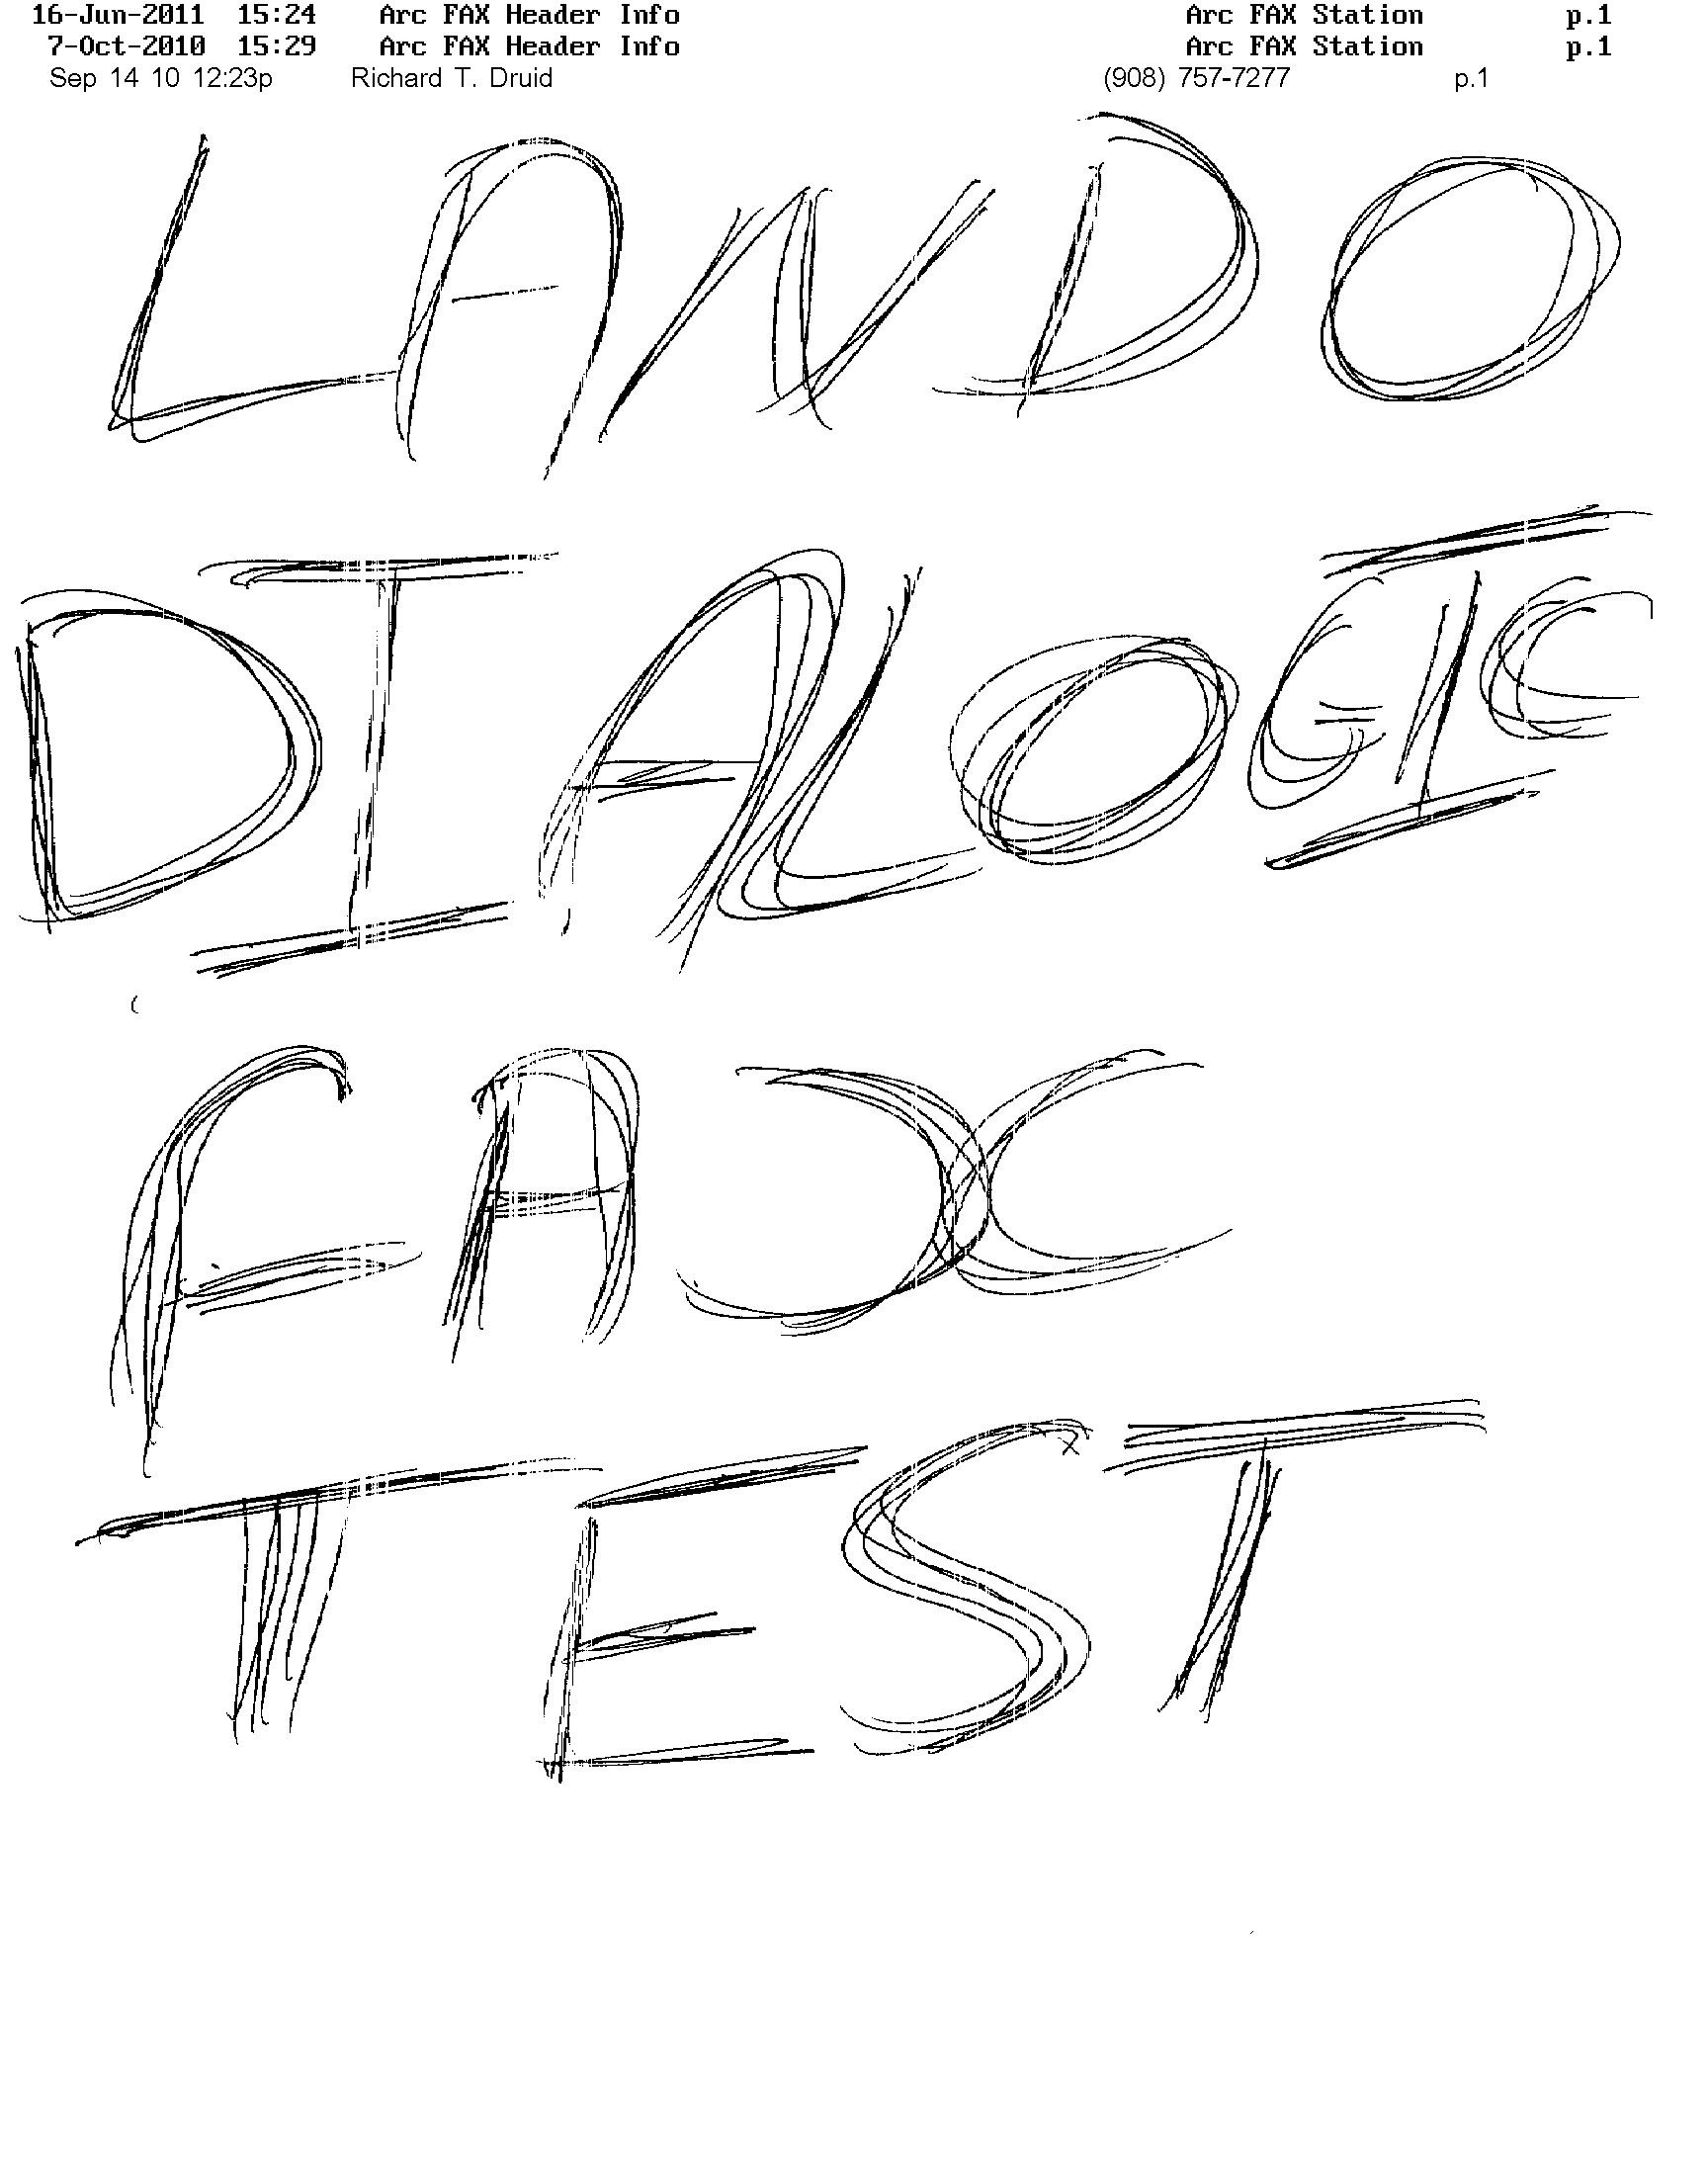 16-Jun-2011 15:24 Arc FAX Header Info Arc FAX Station p.1
7-Oct-2010 15:29 Arc FAX Header Info Arc FAX Station p.1
Sep 14 10 12:23p Richard T. Druid (908) 757-7277 p.1
LANDO
DIALOGIC
FAX
TEST